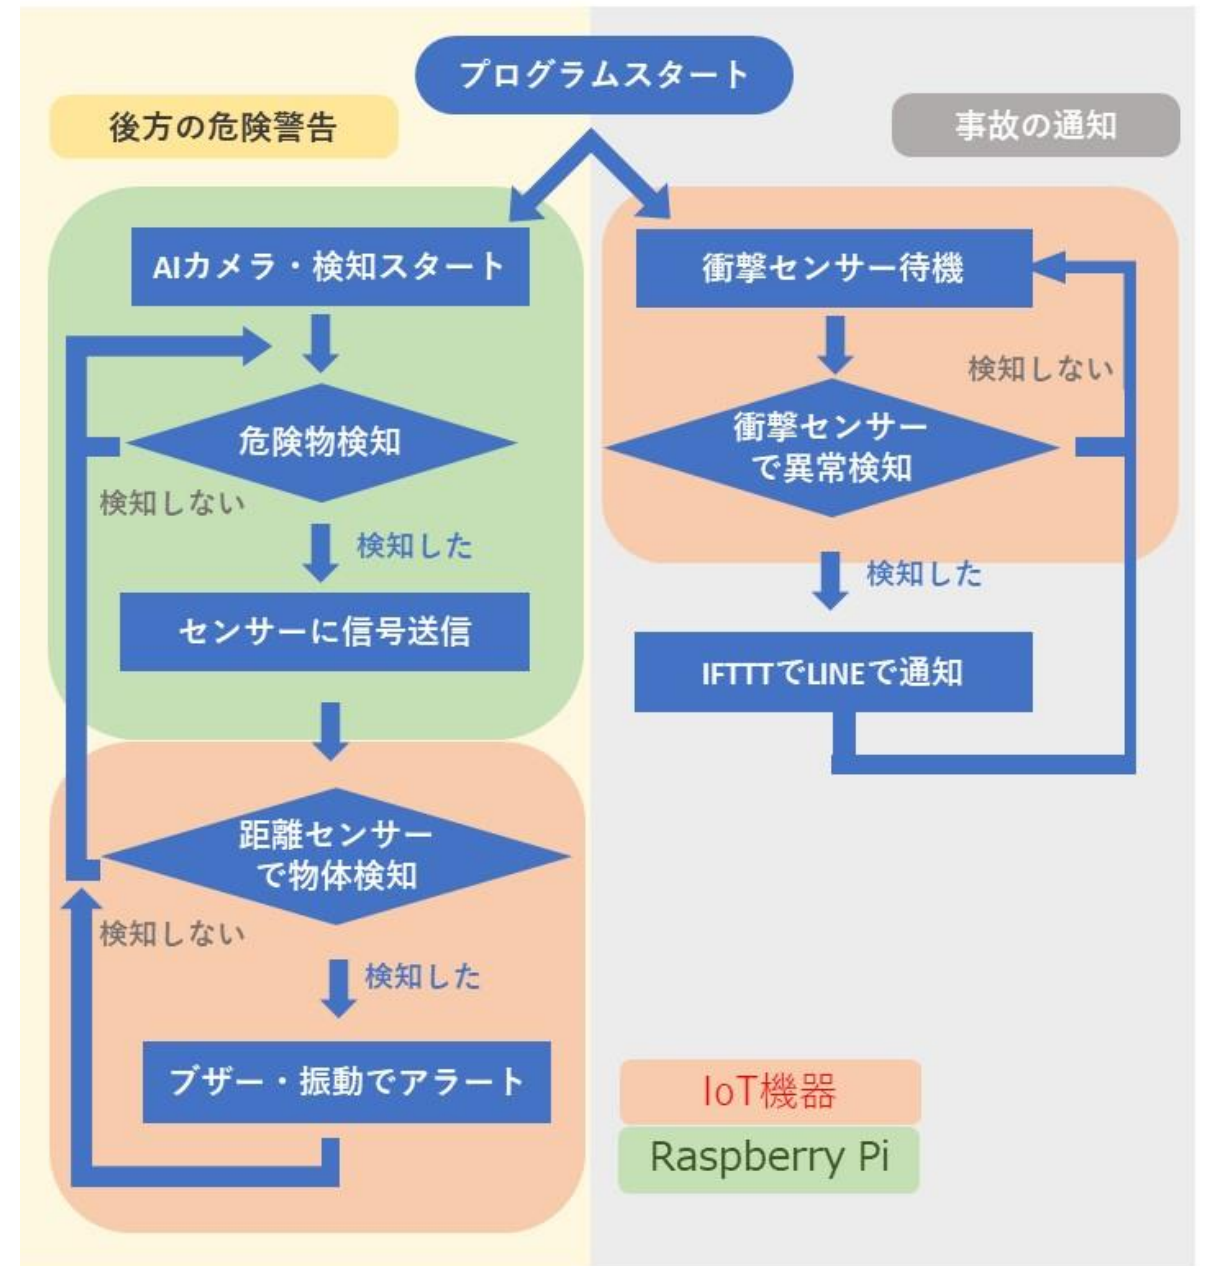 プログラムスタート
後方の危険警告
AIカメラ・検知スタート
危険物検知
検知しない
検知した
センサーに信号送信
距離センサー
で物体検知
検知しない
検知した
ブザー・振動でアラート
事故の通知
衝撃センサー待機
検知しない
衝撃センサー
で異常検知
検知した
IFTTTでLINEで通知
IoT機器
Raspberry Pi